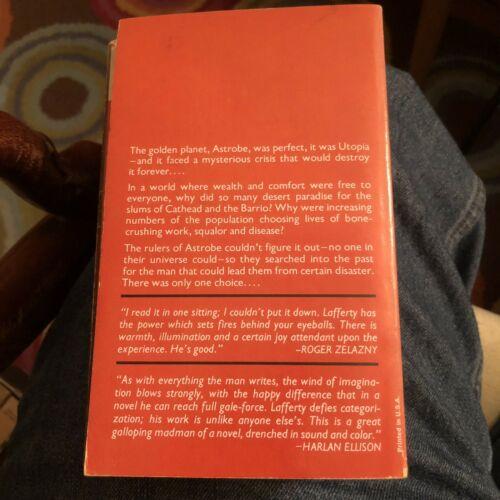 The golden planet, Astrobe, was perfect, it was Utopia
—and it faced a mysterious crisis that would destroy
it forever....
In a world where wealth and comfort were free to
everyone, why did so many desert paradise for the
slums of Cathead and the Barrio? Why were increasing
numbers of the population choosing lives of bone-
crushing work, squalor and disease?
The rulers of Astrobe couldn't figure it out—no one in
their universe could—so they searched into the past
for the man that could lead them from certain disaster.
There was only one choice....
"I read it in one sitting; I couldn't put it down. Lafferty has
the power which sets fires behind your eyeballs. There is
warmth, illumination and a certain joy attendant upon the
experience. He's good."
—ROGER ZELAZNY
"As with everything the man writes, the wind of imagina-
tion blows strongly, with the happy difference that in a
novel he can reach full gale-force. Lafferty defies categori-
zation; his work is unlike anyone else's. This is a great
galloping madman of a novel, drenched in sound and color."
—HARLAN ELLISON
Printed in U.S.A.